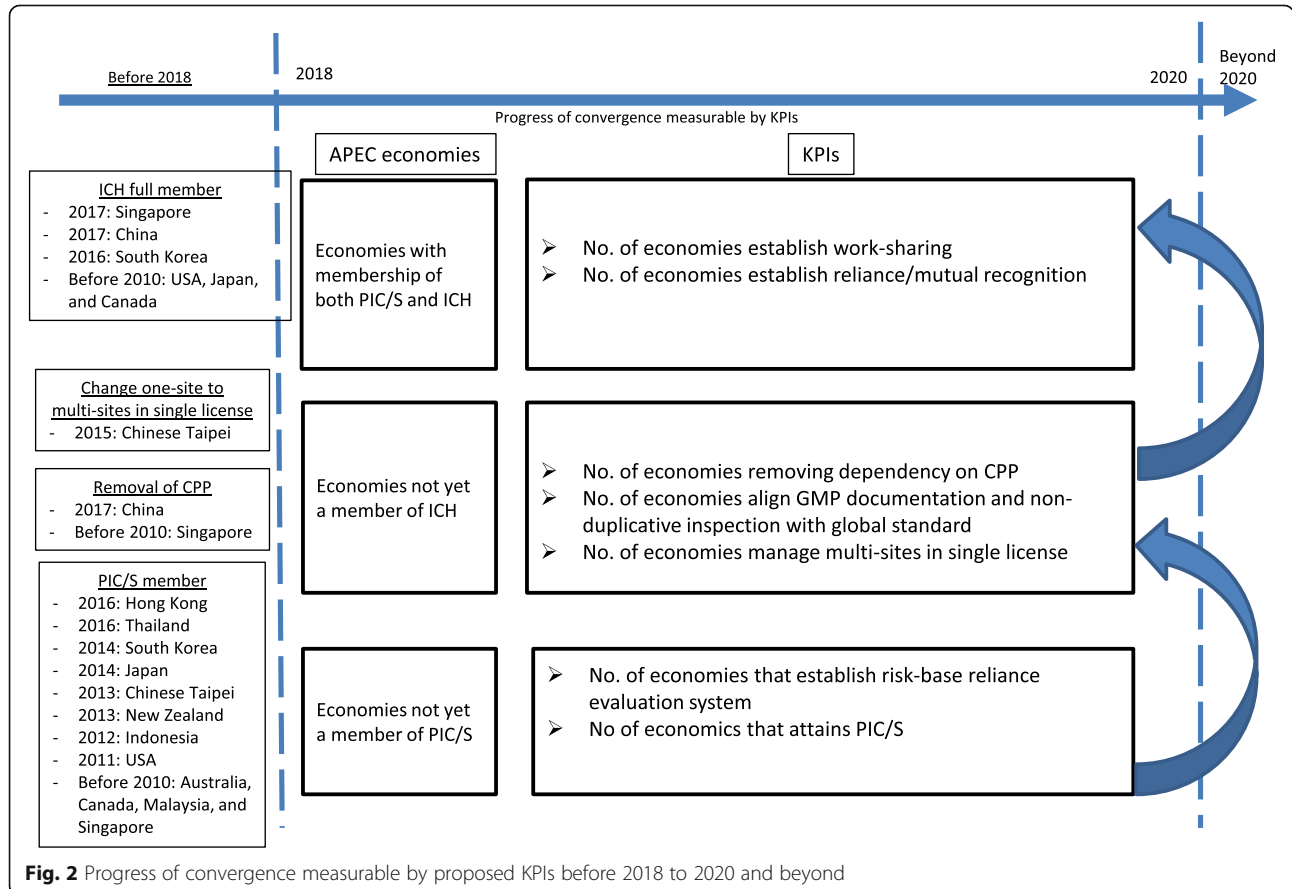 Before 2018
2018
2020
Beyond
2020
Progress of convergence measurable by KPIs
APEC economies
KPIs
ICH full member
- 2017: Singapore
- 2017: China
- 2016: South Korea
- Before 2010: USA, Japan,
and Canada
Economies with
membership of
both PIC/S and ICH
➢ No. of economies establish work-sharing
➢ No. of economies establish reliance/mutual recognition
Change one-site to
multi-sites in single license
- 2015: Chinese Taipei
Removal of CPP
- 2017: China
- Before 2010: Singapore
Economies not yet
a member of ICH
➢ No. of economies removing dependency on CPP
➢ No. of economies align GMP documentation and non-
duplicative inspection with global standard
➢ No. of economies manage multi-sites in single license
PIC/S member
- 2016: Hong Kong
- 2016: Thailand
- 2014: South Korea
- 2014: Japan
- 2013: Chinese Taipei
- 2013: New Zealand
- 2012: Indonesia
- 2011: USA
- Before 2010: Australia,
Canada, Malaysia, and
Singapore
Economies not yet
a member of PIC/S
➢ No. of economies that establish risk-base reliance
evaluation system
➢ No of economics that attains PIC/S
Fig. 2 Progress of convergence measurable by proposed KPIs before 2018 to 2020 and beyond